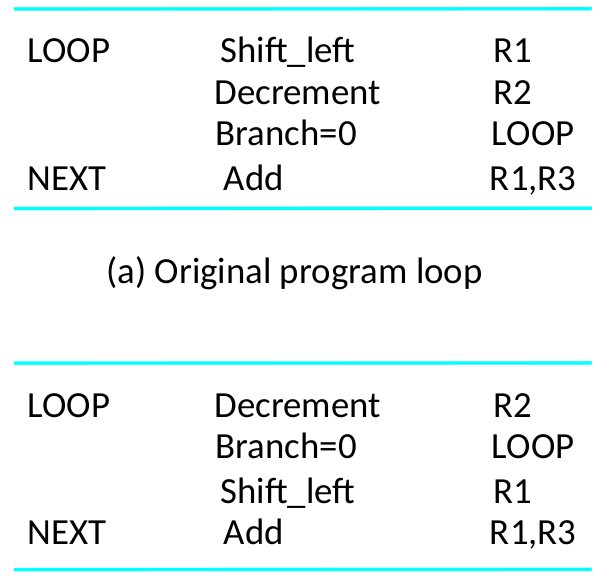 LOOP Shift_left R1
Decrement R2
Branch=0 LOOP
NEXT Add R1,R3
(a) Original program loop
LOOP Decrement R2
Branch=0 LOOP
Shift_left R1
NEXT Add R1,R3